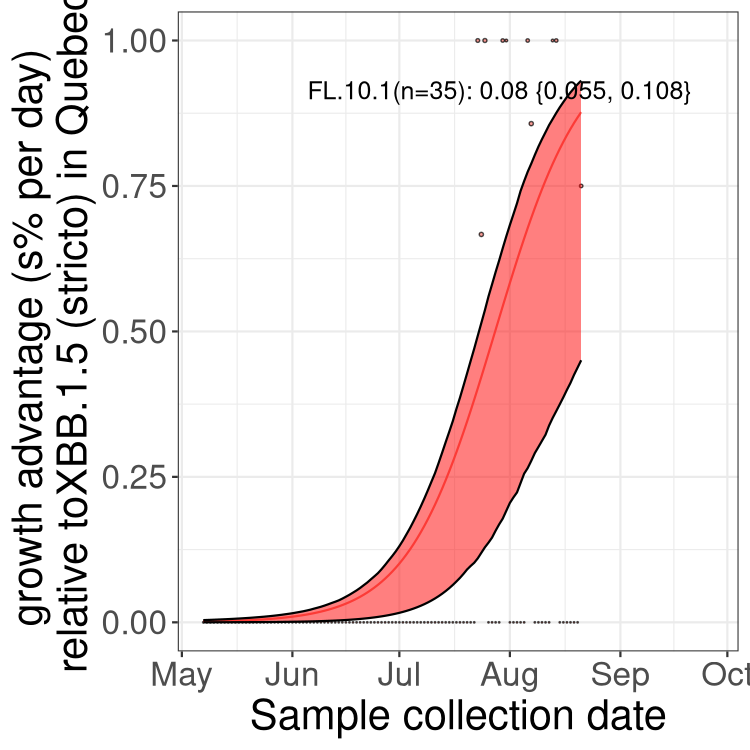 growth advantage (s% per day)
relative toXBB.1.5 (stricto) in Quebec
1.00
0.75
0.50
0.25
0.00
FL.10.1(n=35): 0.08 {0.055, 0.108}
May Jun Jul Aug Sep Oct
Sample collection date